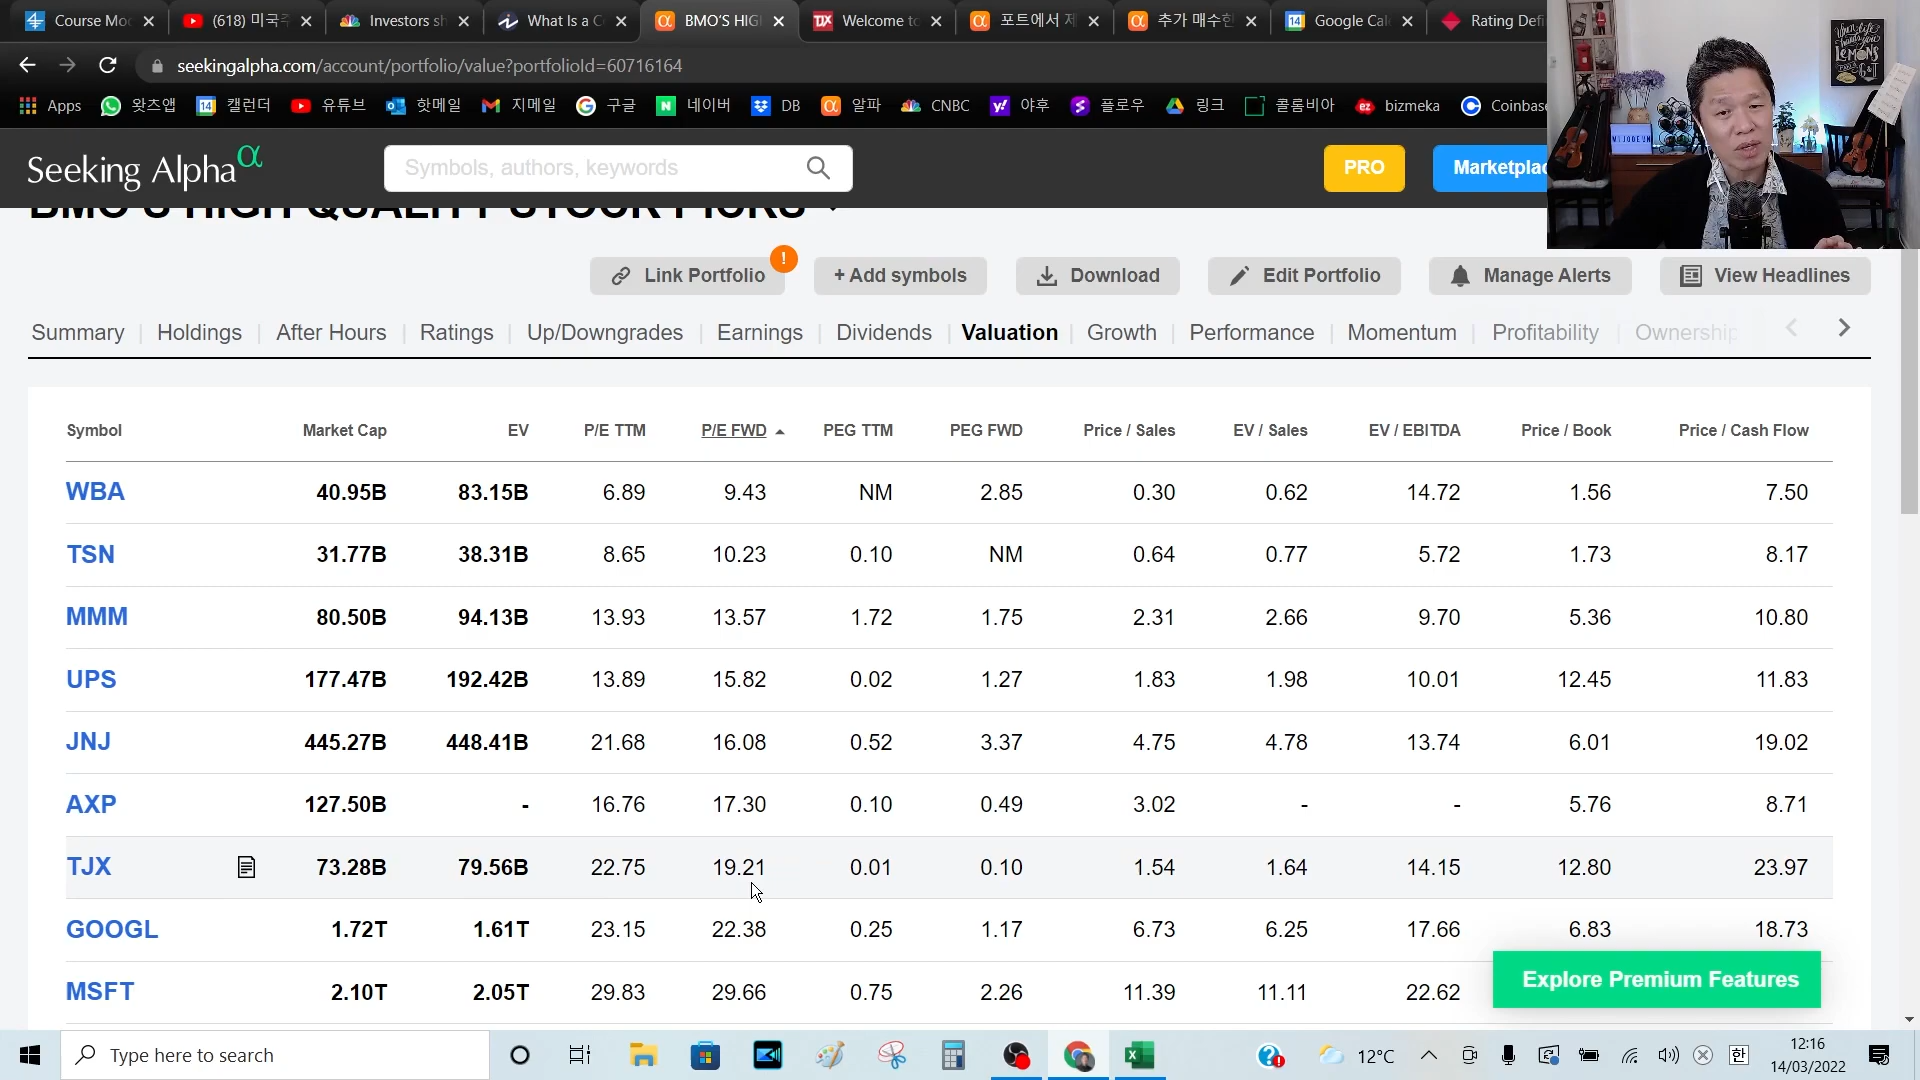 Course Mo
(618) 미국주
Investors sh
What Is a C
BMO'S HIG
Welcome to
포트에서 제
추가 매수한
Google Cal
Rating Defi
seekingalpha.com/account/portfolio/value?portfolioId=60716164
Apps 왓츠앱 캘런더 유튜브 핫메일 지메일 구글 네이버 DB 알파 CNBC 야후 플로우 링크 콜롬비아 bizmeka Coinbase
Seeking Alpha α
Symbols, authors, keywords
PRO
Marketplac
BMO'S HIGH QUALITY STOCK PICKS
Link Portfolio !
+ Add symbols
Download
Edit Portfolio
Manage Alerts
View Headlines
Summary Holdings After Hours Ratings Up/Downgrades Earnings Dividends Valuation Growth Performance Momentum Profitability Ownership
Symbol Market Cap EV P/E TTM P/E FWD PEG TTM PEG FWD Price / Sales EV / Sales EV / EBITDA Price / Book Price / Cash Flow
WBA 40.95B 83.15B 6.89 9.43 NM 2.85 0.30 0.62 14.72 1.56 7.50
TSN 31.77B 38.31B 8.65 10.23 0.10 NM 0.64 0.77 5.72 1.73 8.17
MMM 80.50B 94.13B 13.93 13.57 1.72 1.75 2.31 2.66 9.70 5.36 10.80
UPS 177.47B 192.42B 13.89 15.82 0.02 1.27 1.83 1.98 10.01 12.45 11.83
JNJ 445.27B 448.41B 21.68 16.08 0.52 3.37 4.75 4.78 13.74 6.01 19.02
AXP 127.50B - 16.76 17.30 0.10 0.49 3.02 - - 5.76 8.71
TJX 73.28B 79.56B 22.75 19.21 0.01 0.10 1.54 1.64 14.15 12.80 23.97
GOOGL 1.72T 1.61T 23.15 22.38 0.25 1.17 6.73 6.25 17.66 6.83 18.73
MSFT 2.10T 2.05T 29.83 29.66 0.75 2.26 11.39 11.11 22.62
Explore Premium Features
Type here to search
12°C
한
12:16
14/03/2022